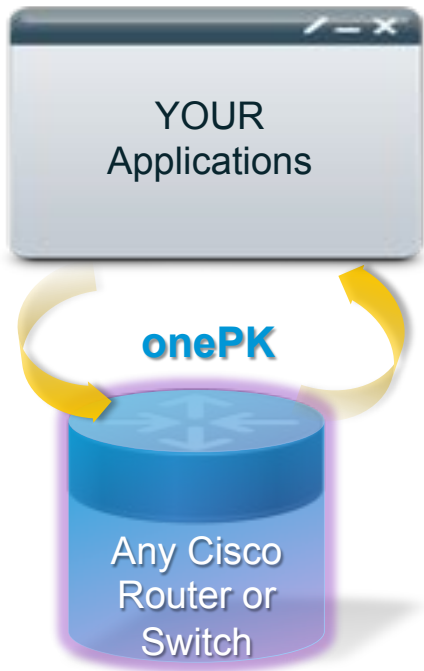 YOUR
Applications
onePK
Any Cisco
Router or
Switch